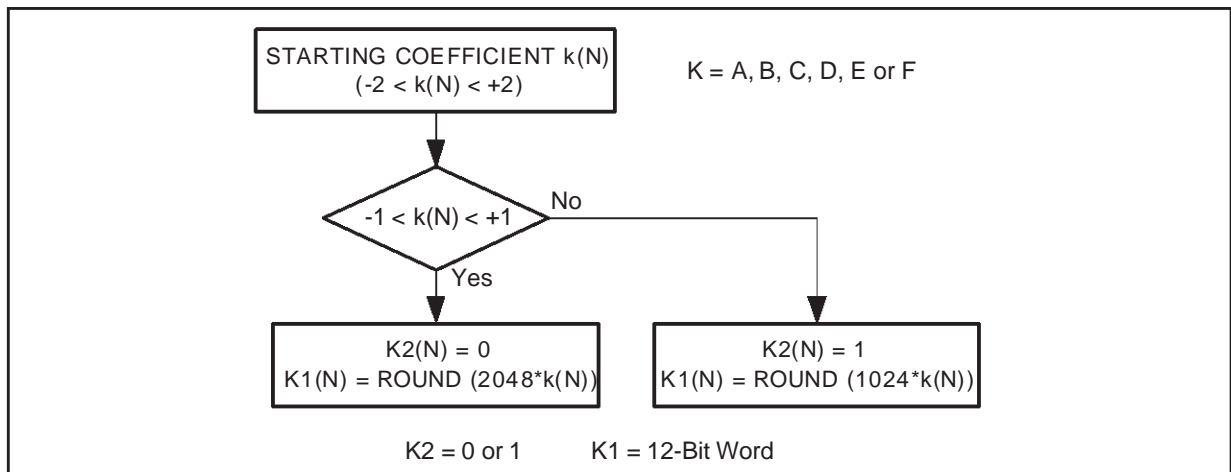 STARTING COEFFICIENT k(N)
(-2 < k(N) < +2)
K = A, B, C, D, E or F
-1 < k(N) < +1
No
Yes
K2(N) = 0
K1(N) = ROUND (2048*k(N))
K2(N) = 1
K1(N) = ROUND (1024*k(N))
K2 = 0 or 1
K1 = 12-Bit Word